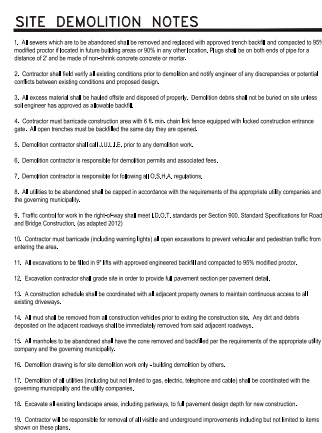 SITE DEMOLITION NOTES
1. All sewers which are to be abandoned shall be removed and replaced with approved trench backfill and compacted to 95%
modified proctor if located in future building areas or 90% in any other location. Plugs shall be on both ends of pipe for a
distance of 2' and be made of non-shrink concrete concrete or mortar.
2. Contractor shall field verify all existing conditions prior to demolition and notify engineer of any discrepancies or potential
conflicts between existing conditions and proposed design.
3. All excess material shall be hauled offsite and disposed of properly. Demolition debris shall not be buried on site unless
soil engineer has approved as allowable backfill.
4. Contractor must barricade construction area with 6 ft. min. chain link fence equipped with locked construction entrance
gate. All open trenches must be backfilled the same day they are opened.
5. Demolition contractor shall call J.U.L.I.E. prior to any demolition work.
6. Demolition contractor is responsible for demolition permits and associated fees.
7. Demolition contractor is responsible for following all O.S.H.A. regulations.
8. All utilities to be abandoned shall be capped in accordance with the requirements of the appropriate utility companies and
the governing municipality.
9. Traffic control for work in the right-of-way shall meet I.D.O.T. standards per Section 900, Standard Specifications for Road
and Bridge Construction, (as adapted 2012)
10. Contractor must barricade (including warning lights) all open excavations to prevent vehicular and pedestrian traffic from
entering the area.
11. All excavations to be filled in 9" lifts with approved engineered backfill and compacted to 95% modified proctor.
12. Excavation contractor shall grade site in order to provide full pavement section per pavement detail.
13. A construction schedule shall be coordinated with all adjacent property owners to maintain continuous access to all
existing driveways.
14. All mud shall be removed from all construction vehicles prior to exiting the construction site. Any dirt and debris
deposited on the adjacent roadways shall be immediately removed from said adjacent roadways.
15. All manholes to be abandoned shall have the cone removed and backfilled per the requirements of the appropriate utility
company and the governing municipality.
16. Demolition drawing is for site demolition work only - building demolition by others.
17. Demolition of all utilities (including but not limited to gas, electric, telephone and cable) shall be coordinated with the
governing municipality and the utility companies.
18. Excavate all existing landscape areas, including parkways, to full pavement design depth for new construction.
19. Contractor will be responsible for removal of all visible and underground improvements including but not limited to items
shown on these plans.